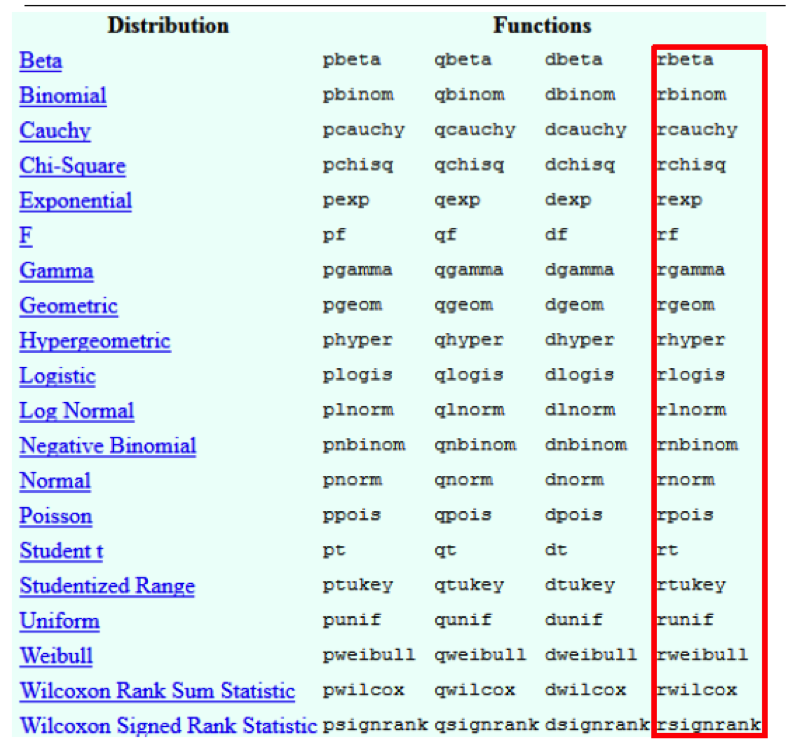 Distribution Functions
Beta pbeta qbeta dbeta rbeta
Binomial pbinom qbinom dbinom rbinom
Cauchy pcauchy qcauchy dcauchy rcauchy
Chi-Square pchisq qchisq dchisq rchisq
Exponential pexp qexp dexp rexp
F pf qf df rf
Gamma pgamma qgamma dgamma rgamma
Geometric pgeom qgeom dgeom rgeom
Hypergeometric phyper qhyper dhyper rhyper
Logistic plogis qlogis dlogis rlogis
Log Normal plnorm qlnorm dlnorm rlnorm
Negative Binomial pnbinom qnbinom dnbinom rnbinom
Normal pnorm qnorm dnorm rnorm
Poisson ppois qpois dpois rpois
Student t pt qt dt rt
Studentized Range ptukey qtukey dtukey rtukey
Uniform punif qunif dunif runif
Weibull pweibull qweibull dweibull rweibull
Wilcoxon Rank Sum Statistic pwilcox qwilcox dwilcox rwilcox
Wilcoxon Signed Rank Statistic psignrank qsignrank dsignrank rsignrank